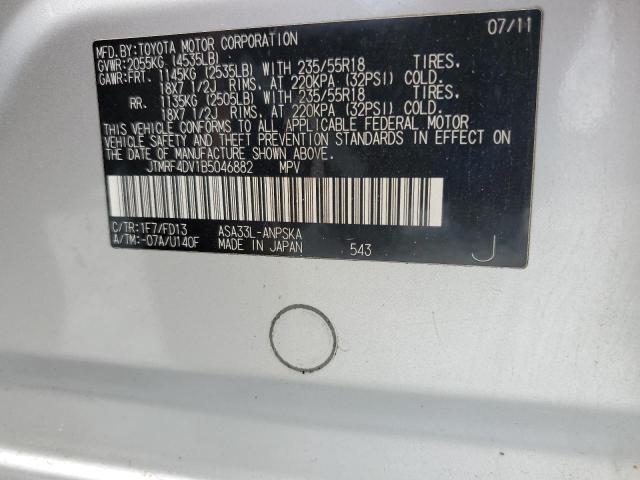 MFD.BY:TOYOTA MOTOR CORPORATION 07/11
GVWR:2055KG (4535LB)
GAWR:FRT. 1145KG (2535LB) WITH 235/55R18 TIRES.
18X7 1/2J RIMS, AT 220KPA (32PSI) COLD.
RR. 1135KG (2505LB) WITH 235/55R18 TIRES.
18X7 1/2J RIMS, AT 220KPA (32PSI) COLD.
THIS VEHICLE CONFORMS TO ALL APPLICABLE FEDERAL MOTOR
VEHICLE SAFETY AND THEFT PREVENTION STANDARDS IN EFFECT ON
THE DATE OF MANUFACTURE SHOWN ABOVE.
JTMRF4DV1B5046882 MPV
C/TR:1F7/FD13 ASA33L-ANPSKA
A/TM:-07A/U140F MADE IN JAPAN 543 J